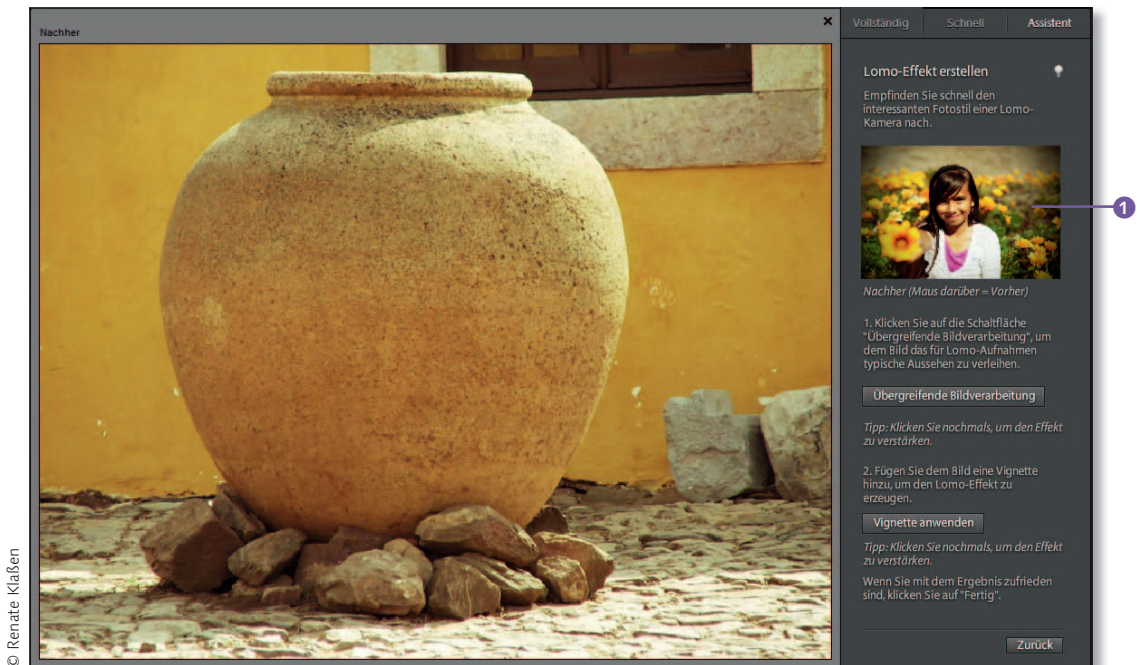 Nachher
Vollständig Schnell Assistent
Lomo-Effekt erstellen
Empfinden Sie schnell den
interessanten Fotostil einer Lomo-
Kamera nach.
1
Nachher (Maus darüber = Vorher)
1. Klicken Sie auf die Schaltfläche
"Übergreifende Bildverarbeitung", um
dem Bild das für Lomo-Aufnahmen
typische Aussehen zu verleihen.
Übergreifende Bildverarbeitung
Tipp: Klicken Sie nochmals, um den Effekt
zu verstärken.
2. Fügen Sie dem Bild eine Vignette
hinzu, um den Lomo-Effekt zu
erzeugen.
Vignette anwenden
Tipp: Klicken Sie nochmals, um den Effekt
zu verstärken.
Wenn Sie mit dem Ergebnis zufrieden
sind, klicken Sie auf "Fertig".
Zurück
© Renate Klaßen